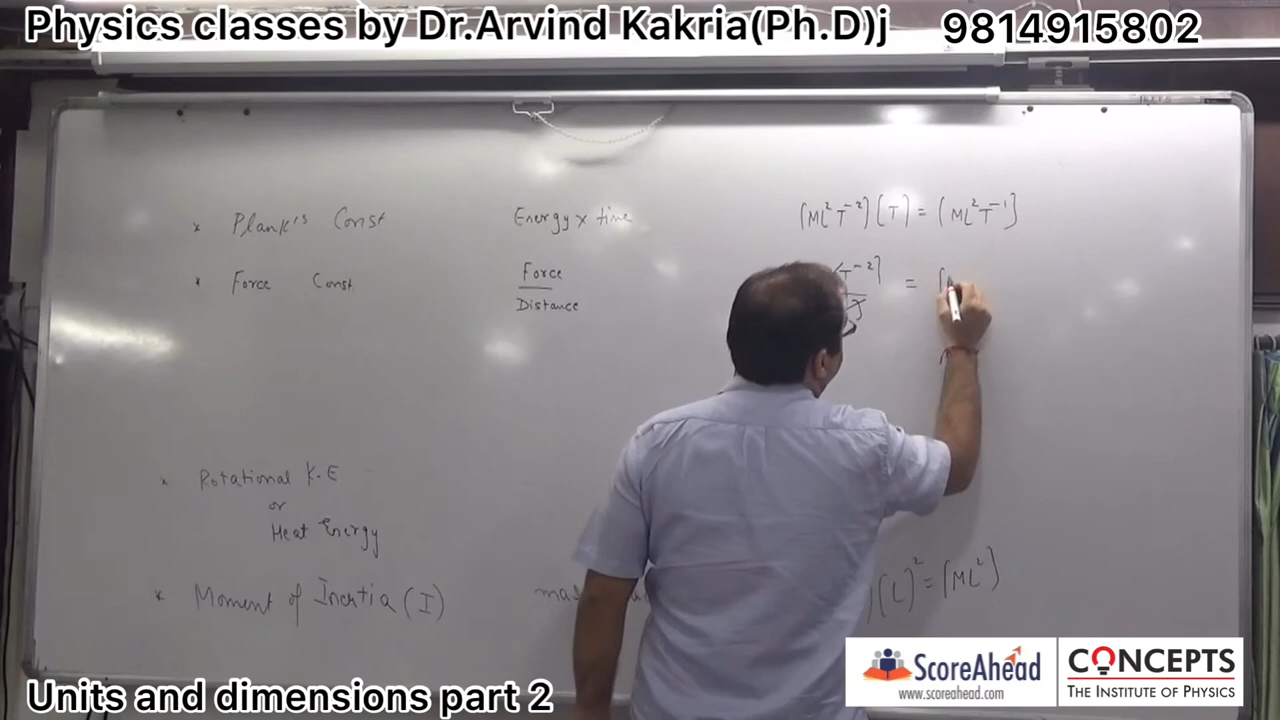 Physics classes by Dr.Arvind Kakria(Ph.D)j 9814915802
* Plank's Const Energy x time [ML²T⁻²][T] = [ML²T⁻¹]
* Force Const. Force / Distance T⁻²] = [
* Rotational K.E
or
Heat Energy
* Moment of Inertia (I) [L]² = [ML²]
ScoreAhead
www.scoreahead.com
CONCEPTS
THE INSTITUTE OF PHYSICS
Units and dimensions part 2